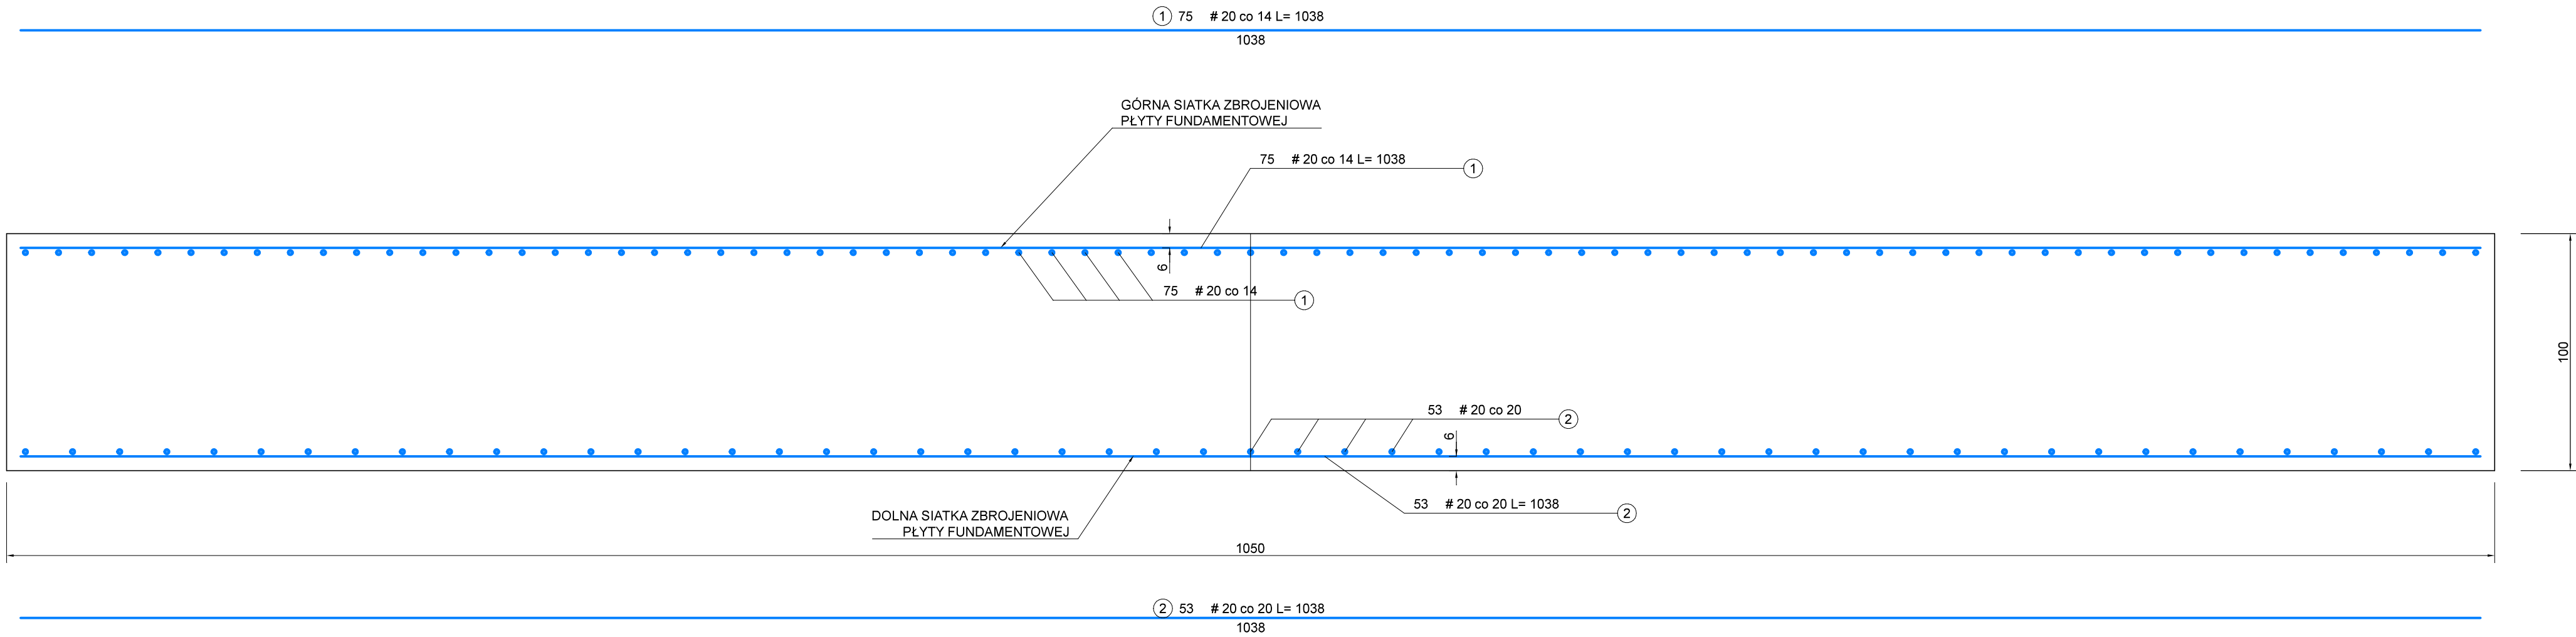 1 75 # 20 co 14 L= 1038
1038
GÓRNA SIATKA ZBROJENIOWA
PŁYTY FUNDAMENTOWEJ
75 # 20 co 14 L= 1038 1
6
75 # 20 co 14 1
100
53 # 20 co 20 2
6
53 # 20 co 20 L= 1038 2
DOLNA SIATKA ZBROJENIOWA
PŁYTY FUNDAMENTOWEJ
1050
2 53 # 20 co 20 L= 1038
1038